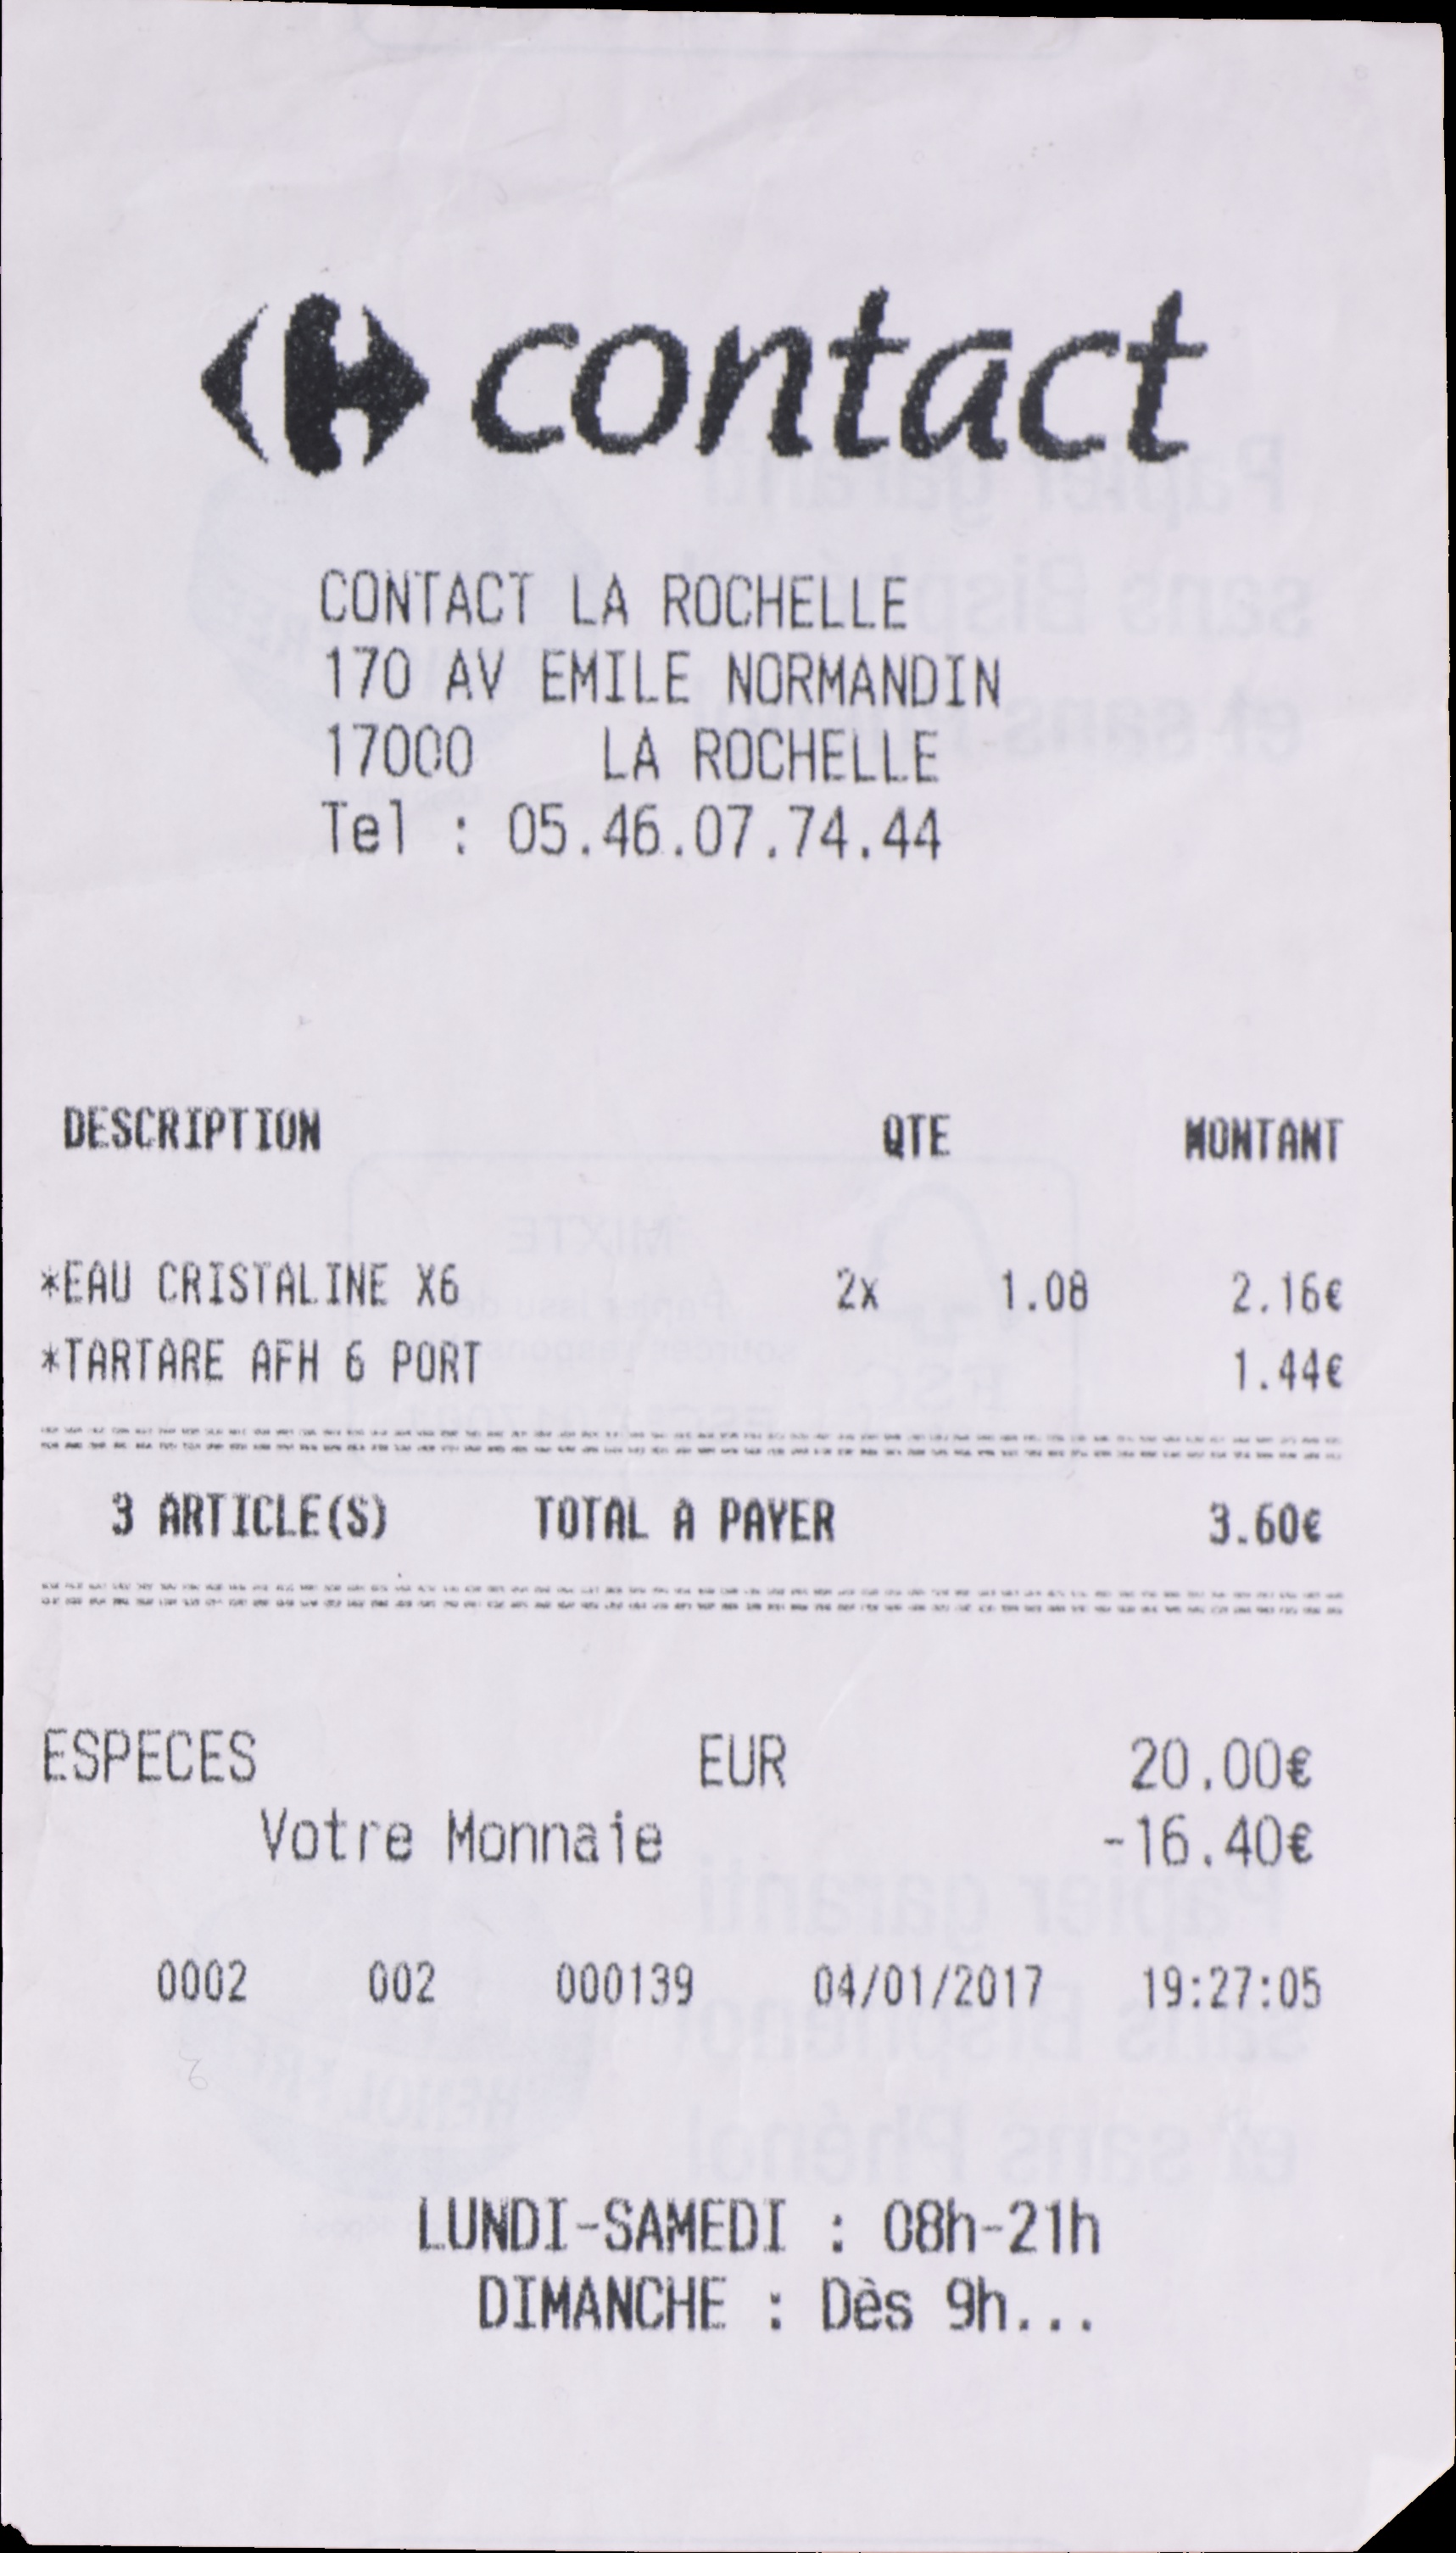 contact
CONTACT LA ROCHELLE
170 AV EMILE NORMANDIN
17000 LA ROCHELLE
Tel : 05.46.07.74.44
DESCRIPTION QTE MONTANT
*EAU CRISTALINE X6 2x 1.08 2.16€
*TARTARE AFH 6 PORT 1.44€
3 ARTICLE(S) TOTAL A PAYER 3.60€
ESPECES EUR 20.00€
Votre Monnaie -16.40€
0002 002 000139 04/01/2017 19:27:05
LUNDI-SAMEDI : 08h-21h
DIMANCHE : Dès 9h...